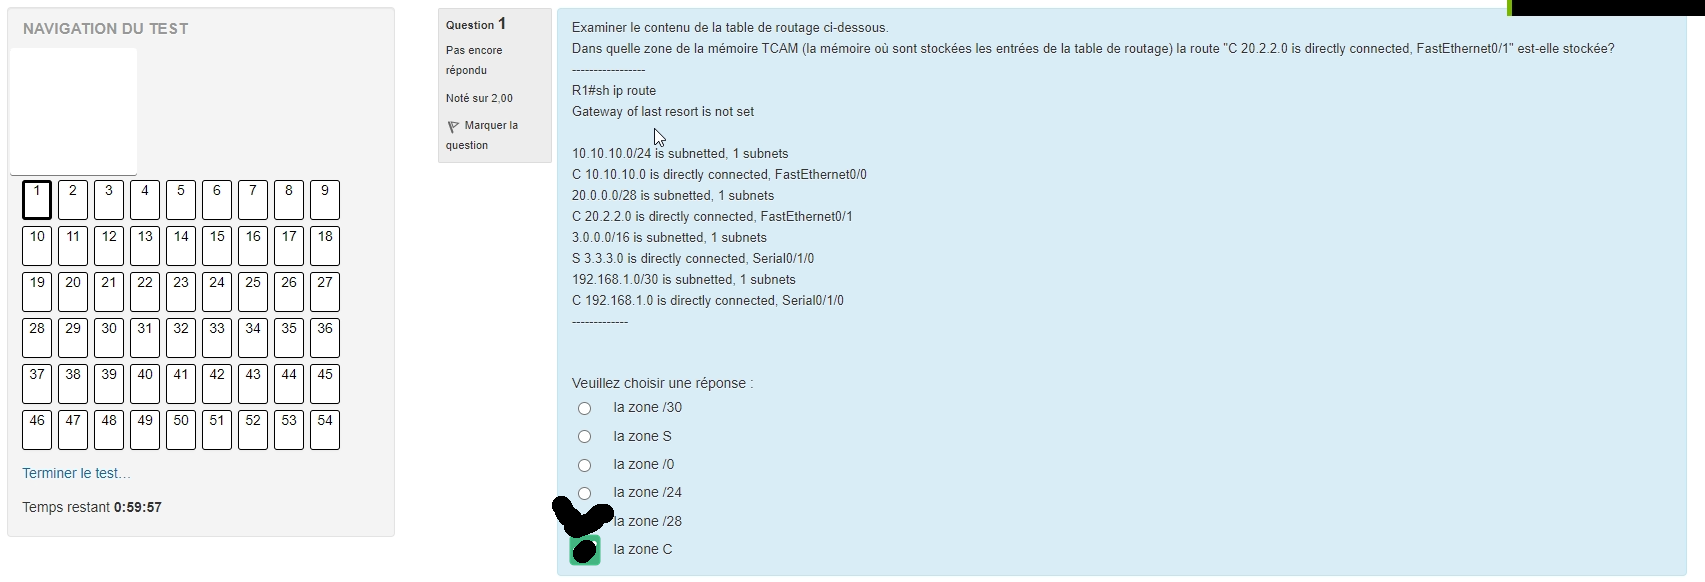 NAVIGATION DU TEST
1 2 3 4 5 6 7 8 9
10 11 12 13 14 15 16 17 18
19 20 21 22 23 24 25 26 27
28 29 30 31 32 33 34 35 36
37 38 39 40 41 42 43 44 45
46 47 48 49 50 51 52 53 54
Terminer le test...
Temps restant 0:59:57
Question 1
Pas encore
répondu
Noté sur 2,00
Marquer la
question
Examiner le contenu de la table de routage ci-dessous.
Dans quelle zone de la mémoire TCAM (la mémoire où sont stockées les entrées de la table de routage) la route "C 20.2.2.0 is directly connected, FastEthernet0/1" est-elle stockée?
-----------------
R1#sh ip route
Gateway of last resort is not set
10.10.10.0/24 is subnetted, 1 subnets
C 10.10.10.0 is directly connected, FastEthernet0/0
20.0.0.0/28 is subnetted, 1 subnets
C 20.2.2.0 is directly connected, FastEthernet0/1
3.0.0.0/16 is subnetted, 1 subnets
S 3.3.3.0 is directly connected, Serial0/1/0
192.168.1.0/30 is subnetted, 1 subnets
C 192.168.1.0 is directly connected, Serial0/1/0
-------------
Veuillez choisir une réponse :
la zone /30
la zone S
la zone /0
la zone /24
la zone /28
la zone C